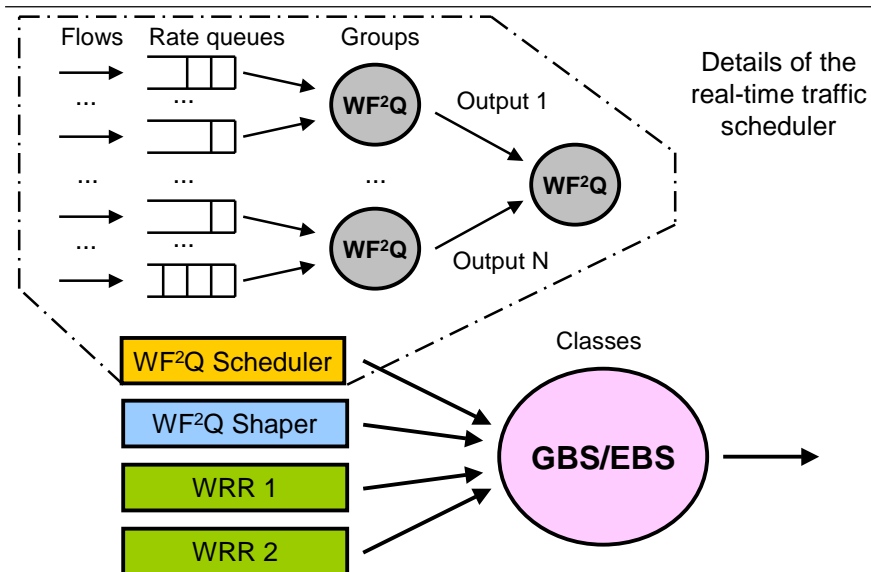 Flows Rate queues Groups
Details of the
real-time traffic
scheduler
... ...
WF²Q
Output 1
... ... ...
WF²Q
... ...
WF²Q
Output N
Classes
WF²Q Scheduler
WF²Q Shaper
GBS/EBS
WRR 1
WRR 2